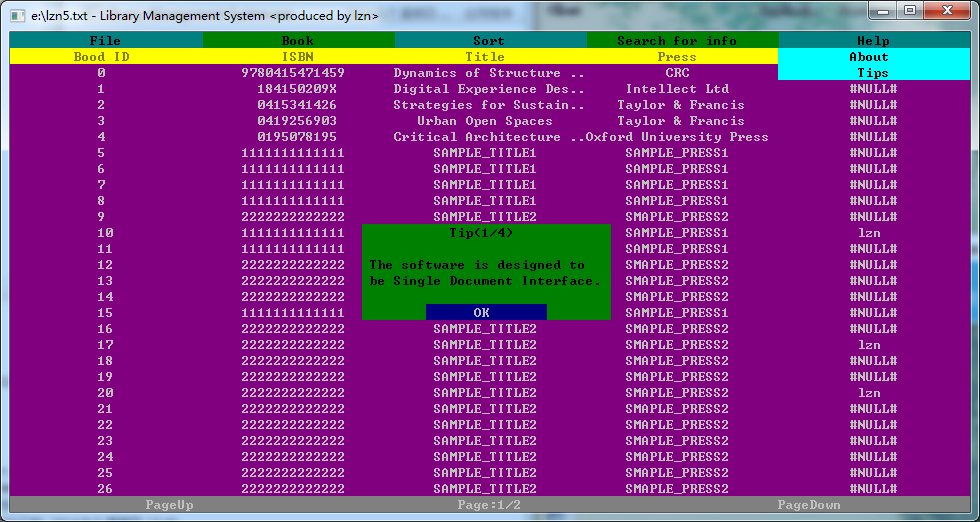 e:\lzn5.txt - Library Management System <produced by lzn>
File Book Sort Search for info Help
Bood ID ISBN Title Press About
0 9780415471459 Dynamics of Structure .. CRC Tips
1 184150209X Digital Experience Des.. Intellect Ltd #NULL#
2 0415341426 Strategies for Sustain.. Taylor & Francis #NULL#
3 0419256903 Urban Open Spaces Taylor & Francis #NULL#
4 0195078195 Critical Architecture ..Oxford University Press #NULL#
5 1111111111111 SAMPLE_TITLE1 SAMPLE_PRESS1 #NULL#
6 1111111111111 SAMPLE_TITLE1 SAMPLE_PRESS1 #NULL#
7 1111111111111 SAMPLE_TITLE1 SAMPLE_PRESS1 #NULL#
8 1111111111111 SAMPLE_TITLE1 SAMPLE_PRESS1 #NULL#
9 2222222222222 SAMPLE_TITLE2 SMAPLE_PRESS2 #NULL#
10 1111111111111 Tip(1/4) SAMPLE_PRESS1 lzn
11 1111111111111 SAMPLE_PRESS1 #NULL#
12 2222222222222 The software is designed to SMAPLE_PRESS2 #NULL#
13 2222222222222 be Single Document Interface. SMAPLE_PRESS2 #NULL#
14 2222222222222 SMAPLE_PRESS2 #NULL#
15 1111111111111 OK SAMPLE_PRESS1 #NULL#
16 2222222222222 SAMPLE_TITLE2 SMAPLE_PRESS2 #NULL#
17 2222222222222 SAMPLE_TITLE2 SMAPLE_PRESS2 lzn
18 2222222222222 SAMPLE_TITLE2 SMAPLE_PRESS2 #NULL#
19 2222222222222 SAMPLE_TITLE2 SMAPLE_PRESS2 #NULL#
20 2222222222222 SAMPLE_TITLE2 SMAPLE_PRESS2 lzn
21 2222222222222 SAMPLE_TITLE2 SMAPLE_PRESS2 #NULL#
22 2222222222222 SAMPLE_TITLE2 SMAPLE_PRESS2 #NULL#
23 2222222222222 SAMPLE_TITLE2 SMAPLE_PRESS2 #NULL#
24 2222222222222 SAMPLE_TITLE2 SMAPLE_PRESS2 #NULL#
25 2222222222222 SAMPLE_TITLE2 SMAPLE_PRESS2 #NULL#
26 2222222222222 SAMPLE_TITLE2 SMAPLE_PRESS2 #NULL#
PageUp Page:1/2 PageDown